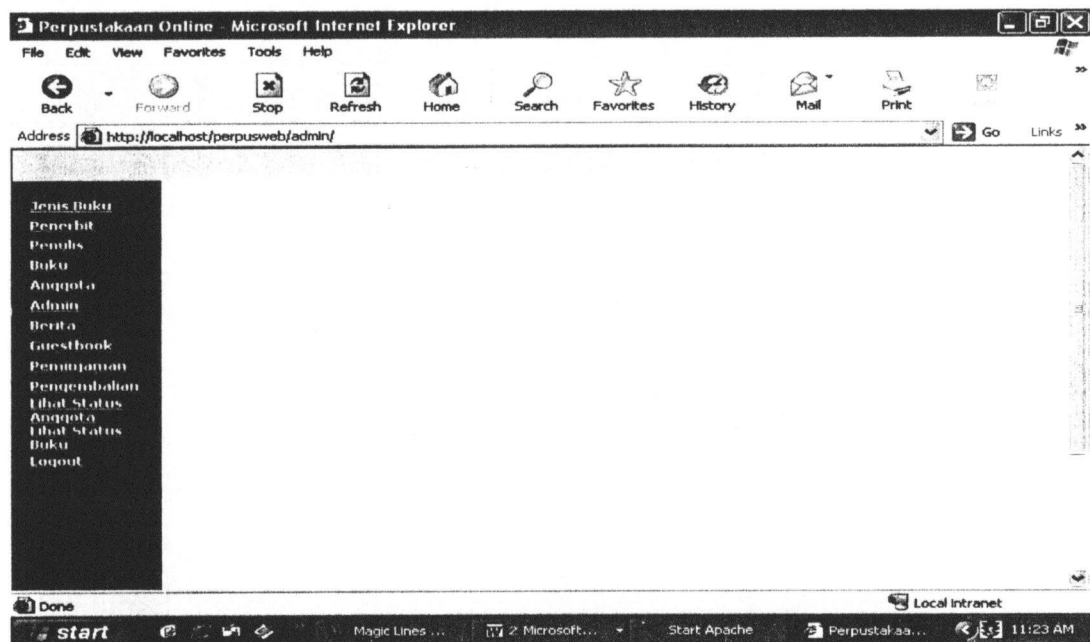 Perpustakaan Online - Microsoft Internet Explorer
File Edit View Favorites Tools Help
Back Forward Stop Refresh Home Search Favorites History Mail Print
Address http://localhost/perpusweb/admin/ Go Links
Jenis Buku
Penerbit
Penulis
Buku
Anggota
Admin
Berita
Guestbook
Peminjaman
Pengembalian
Lihat Status
Anggota
Lihat Status
Buku
Logout
Done Local intranet
start Magic Lines ... 2 Microsoft... Start Apache Perpustakaa... 11:23 AM